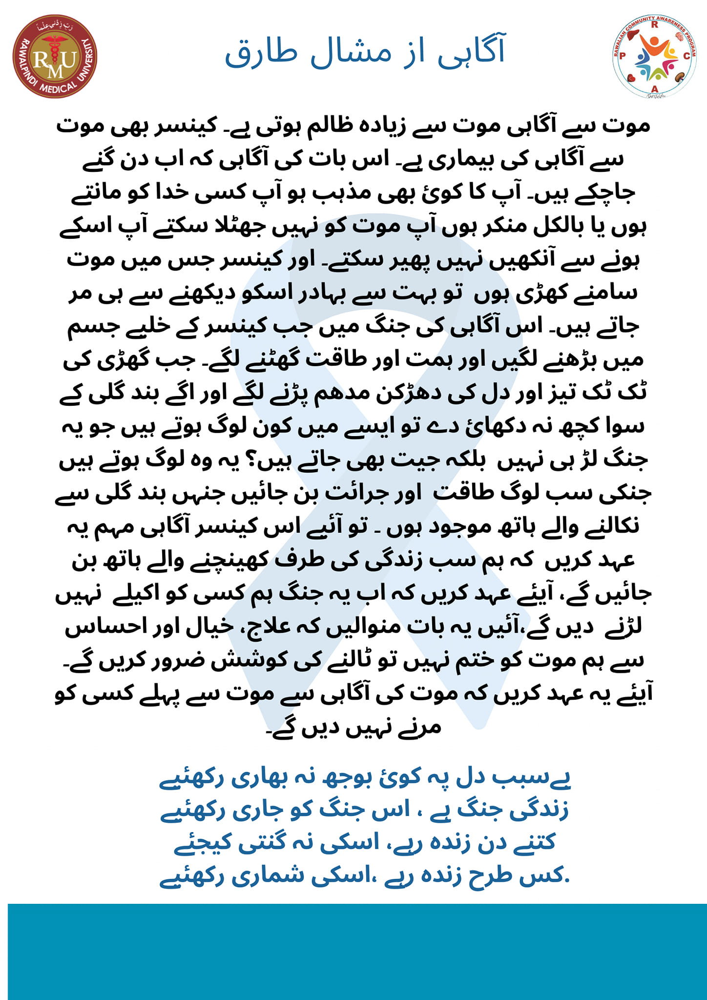 رَبِّ زِدْنِي عِلْماً
RAWALPINDI MEDICAL UNIVERSITY
RMU
آگاہی از مشال طارق
RAWALIAN COMMUNITY AWARENESS PROGRAM
R
P C
A
موت سے آگاہی موت سے زیادہ ظالم ہوتی ہے۔ کینسر بھی موت
سے آگاہی کی بیماری ہے۔ اس بات کی آگاہی کہ اب دن گنے
جاچکے ہیں۔ آپ کا کوئ بھی مذہب ہو آپ کسی خدا کو مانتے
ہوں یا بالکل منکر ہوں آپ موت کو نہیں جھٹلا سکتے آپ اسکے
ہونے سے آنکھیں نہیں پھیر سکتے۔ اور کینسر جس میں موت
سامنے کھڑی ہوں تو بہت سے بہادر اسکو دیکھنے سے ہی مر
جاتے ہیں۔ اس آگاہی کی جنگ میں جب کینسر کے خلیے جسم
میں بڑھنے لگیں اور ہمت اور طاقت گھٹنے لگے۔ جب گھڑی کی
ٹک ٹک تیز اور دل کی دھڑکن مدھم پڑنے لگے اور اگے بند گلی کے
سوا کچھ نہ دکھائ دے تو ایسے میں کون لوگ ہوتے ہیں جو یہ
جنگ لڑ ہی نہیں بلکہ جیت بھی جاتے ہیں؟ یہ وہ لوگ ہوتے ہیں
جنکی سب لوگ طاقت اور جرائت بن جائیں جنہں بند گلی سے
نکالنے والے ہاتھ موجود ہوں ۔ تو آئیے اس کینسر آگاہی مہم یہ
عہد کریں کہ ہم سب زندگی کی طرف کھینچنے والے ہاتھ بن
جائیں گے، آیئے عہد کریں کہ اب یہ جنگ ہم کسی کو اکیلے نہیں
لڑنے دیں گے،آئیں یہ بات منوالیں کہ علاج، خیال اور احساس
سے ہم موت کو ختم نہیں تو ٹالنے کی کوشش ضرور کریں گے۔
آیئے یہ عہد کریں کہ موت کی آگاہی سے موت سے پہلے کسی کو
مرنے نہیں دیں گے۔
بےسبب دل پہ کوئ بوجھ نہ بھاری رکھئیے
زندگی جنگ ہے ، اس جنگ کو جاری رکھئیے
کتنے دن زندہ رہے، اسکی نہ گنتی کیجئے
کس طرح زندہ رہے ،اسکی شماری رکھئیے.